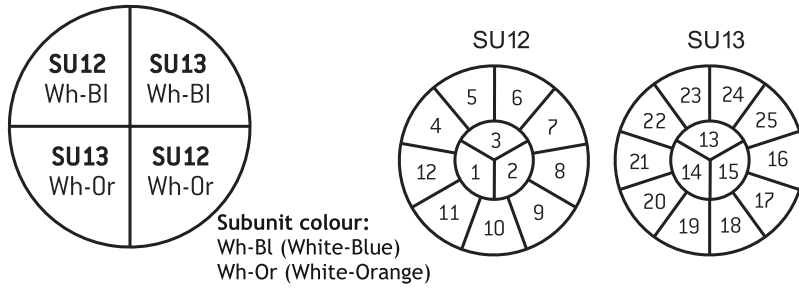 SU12
Wh-Bl
SU13
Wh-Bl
SU13
Wh-Or
SU12
Wh-Or
Subunit colour:
Wh-Bl (White-Blue)
Wh-Or (White-Orange)
SU12
5
6
4
7
3
12
1
2
8
11
9
10
SU13
23
24
22
25
13
21
14
15
16
20
17
19
18